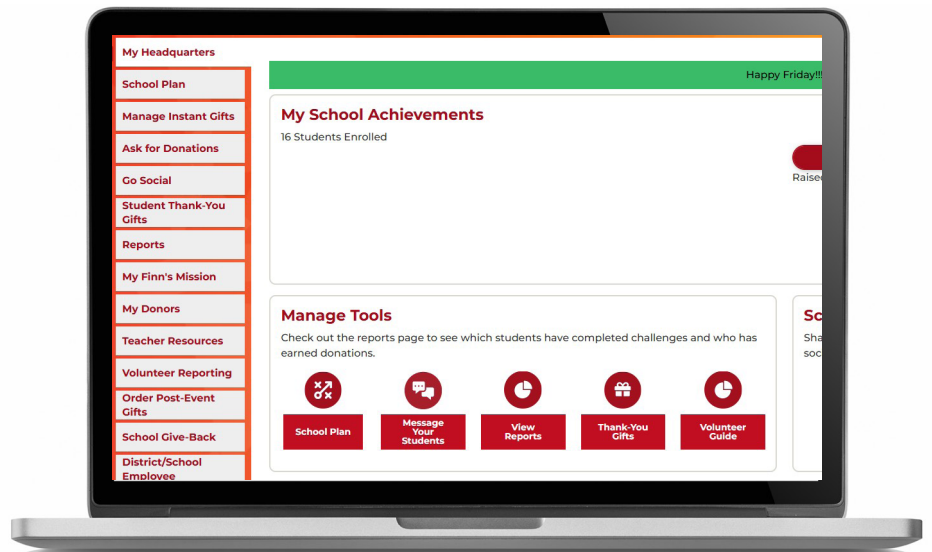 My Headquarters
School Plan
Manage Instant Gifts
Ask for Donations
Go Social
Student Thank-You
Gifts
Reports
My Finn's Mission
My Donors
Teacher Resources
Volunteer Reporting
Order Post-Event
Gifts
School Give-Back
District/School
Employee
Happy Friday!!!
My School Achievements
16 Students Enrolled
Raised
Manage Tools
Check out the reports page to see which students have completed challenges and who has
earned donations.
School Plan
Message
Your
Students
View
Reports
Thank-You
Gifts
Volunteer
Guide
Sc
Sha
soc